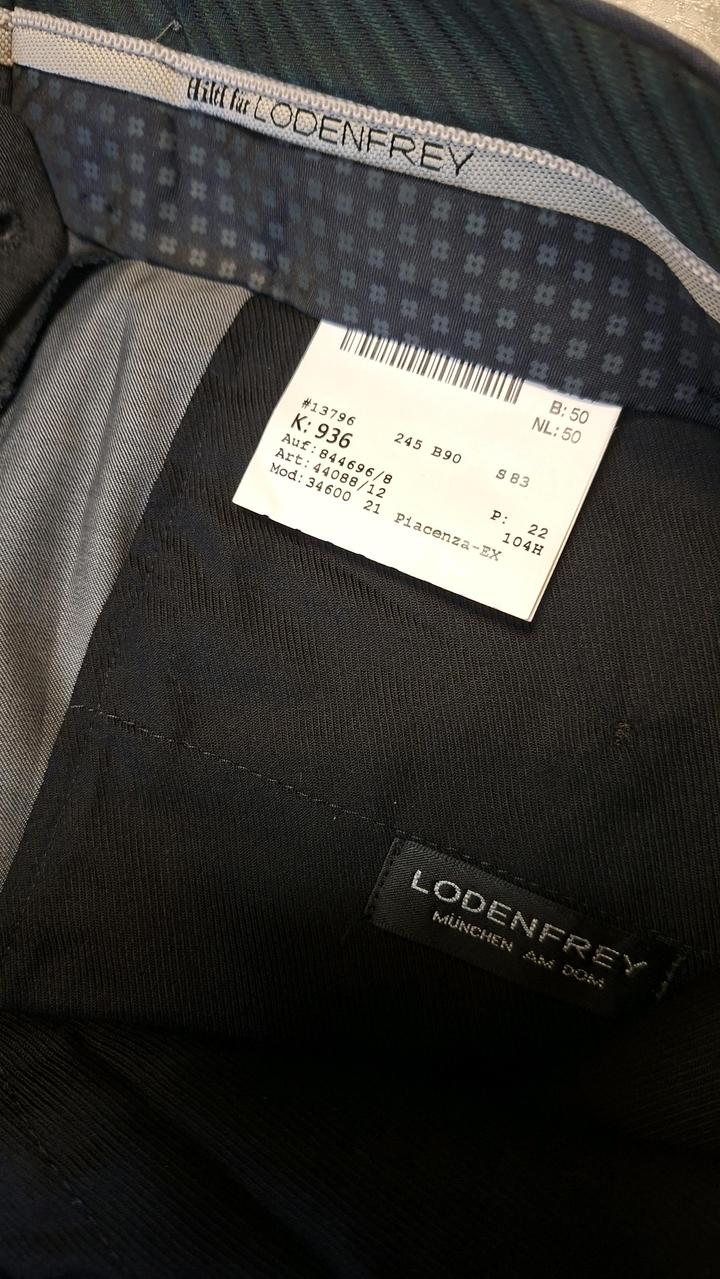 Hiltl für LODENFREY
B: 50
NL: 50
#13796
K: 936 245 B90 S 83
Auf: 844696/8
Art: 44088/12 P: 22
Mod: 34600 21 Piacenza-EX 104H
LODENFREY
MÜNCHEN AM DOM